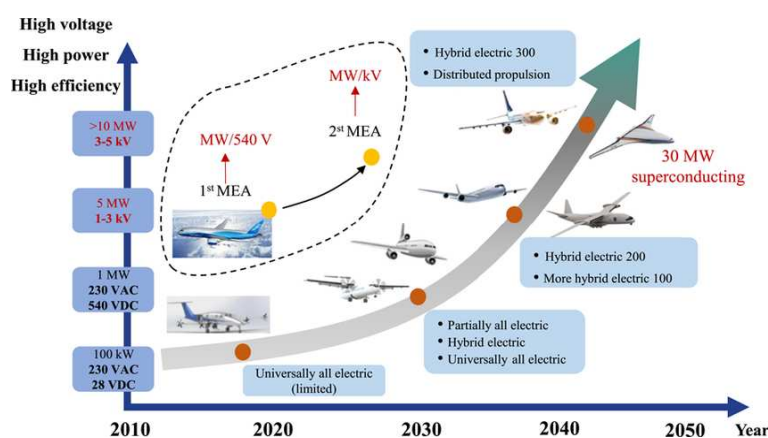 High voltage
High power
High efficiency
>10 MW
3-5 kV
5 MW
1-3 kV
1 MW
230 VAC
540 VDC
100 kW
230 VAC
28 VDC
MW/540 V
1st MEA
MW/kV
2st MEA
• Hybrid electric 300
• Distributed propulsion
30 MW
superconducting
• Hybrid electric 200
• More hybrid electric 100
• Partially all electric
• Hybrid electric
• Universally all electric
Universally all electric
(limited)
2010 2020 2030 2040 2050 Year